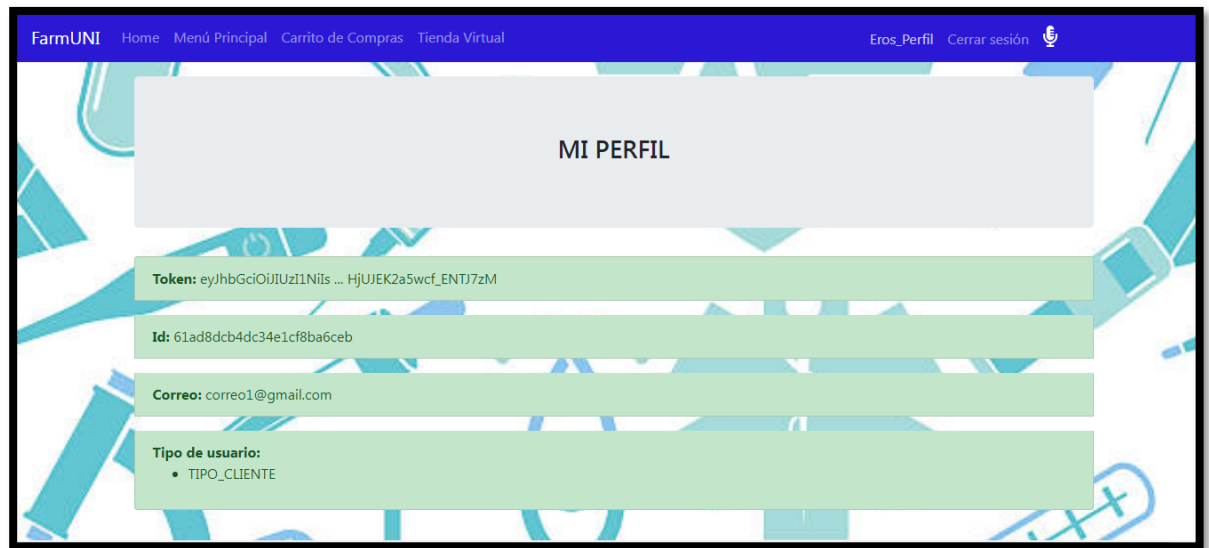 FarmUNI Home Menú Principal Carrito de Compras Tienda Virtual Eros_Perfil Cerrar sesión
MI PERFIL
Token: eyJhbGciOiJIUzI1NiIs ... HjUJEK2a5wcf_ENTJ7zM
Id: 61ad8dcb4dc34e1cf8ba6ceb
Correo: correo1@gmail.com
Tipo de usuario:
• TIPO_CLIENTE